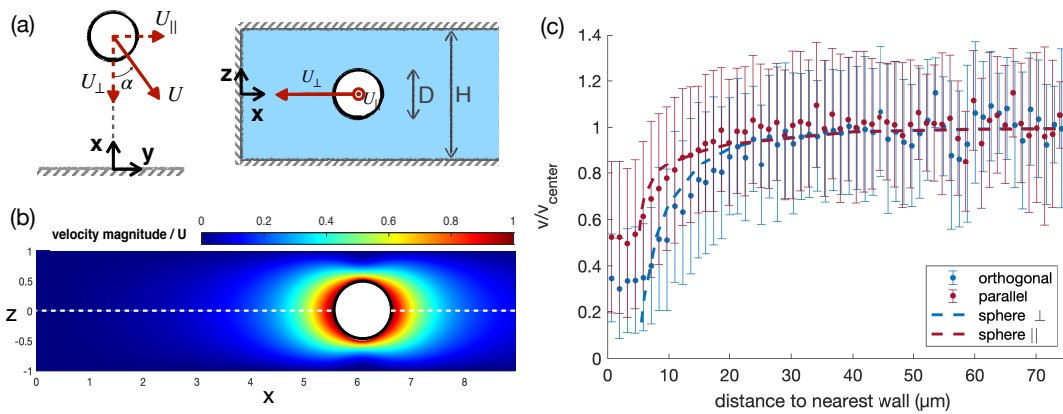 (a)
U||
U⊥
α
U
x
y
z
x
U⊥
U||
D
H
(b)
velocity magnitude / U
0 0.2 0.4 0.6 0.8 1
1
0.5
0
-0.5
-1
z
0 1 2 3 4 5 6 7 8
x
(c)
1.4
1.2
1
0.8
0.6
0.4
0.2
0
v/vcenter
0 10 20 30 40 50 60 70
distance to nearest wall (μm)
orthogonal
parallel
sphere ⊥
sphere ||